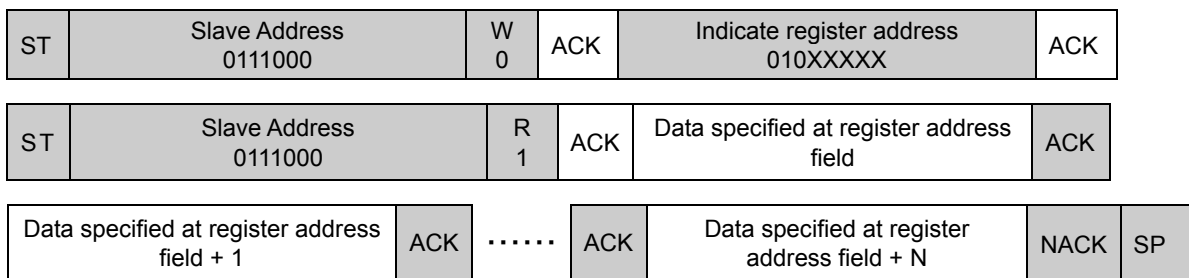 ST Slave Address 0111000 W 0 ACK Indicate register address 010XXXXX ACK
ST Slave Address 0111000 R 1 ACK Data specified at register address field ACK
Data specified at register address field + 1 ACK ······ ACK Data specified at register address field + N NACK SP